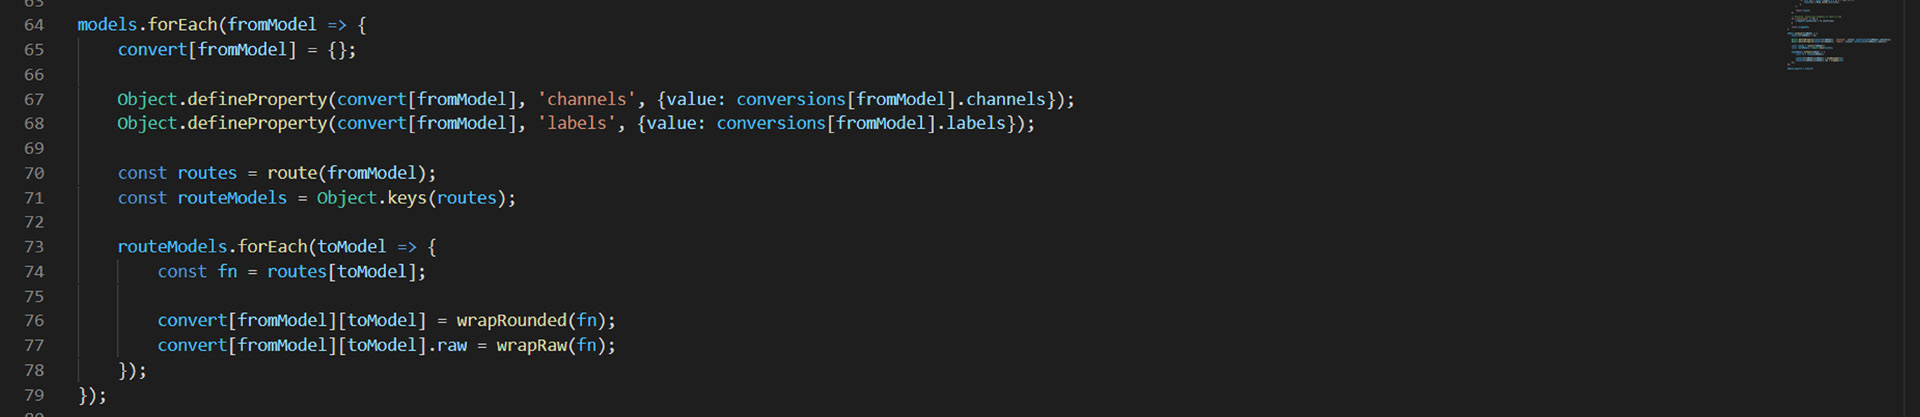 63
64 models.forEach(fromModel => {
65     convert[fromModel] = {};
66
67     Object.defineProperty(convert[fromModel], 'channels', {value: conversions[fromModel].channels});
68     Object.defineProperty(convert[fromModel], 'labels', {value: conversions[fromModel].labels});
69
70     const routes = route(fromModel);
71     const routeModels = Object.keys(routes);
72
73     routeModels.forEach(toModel => {
74         const fn = routes[toModel];
75
76         convert[fromModel][toModel] = wrapRounded(fn);
77         convert[fromModel][toModel].raw = wrapRaw(fn);
78     });
79 });
80